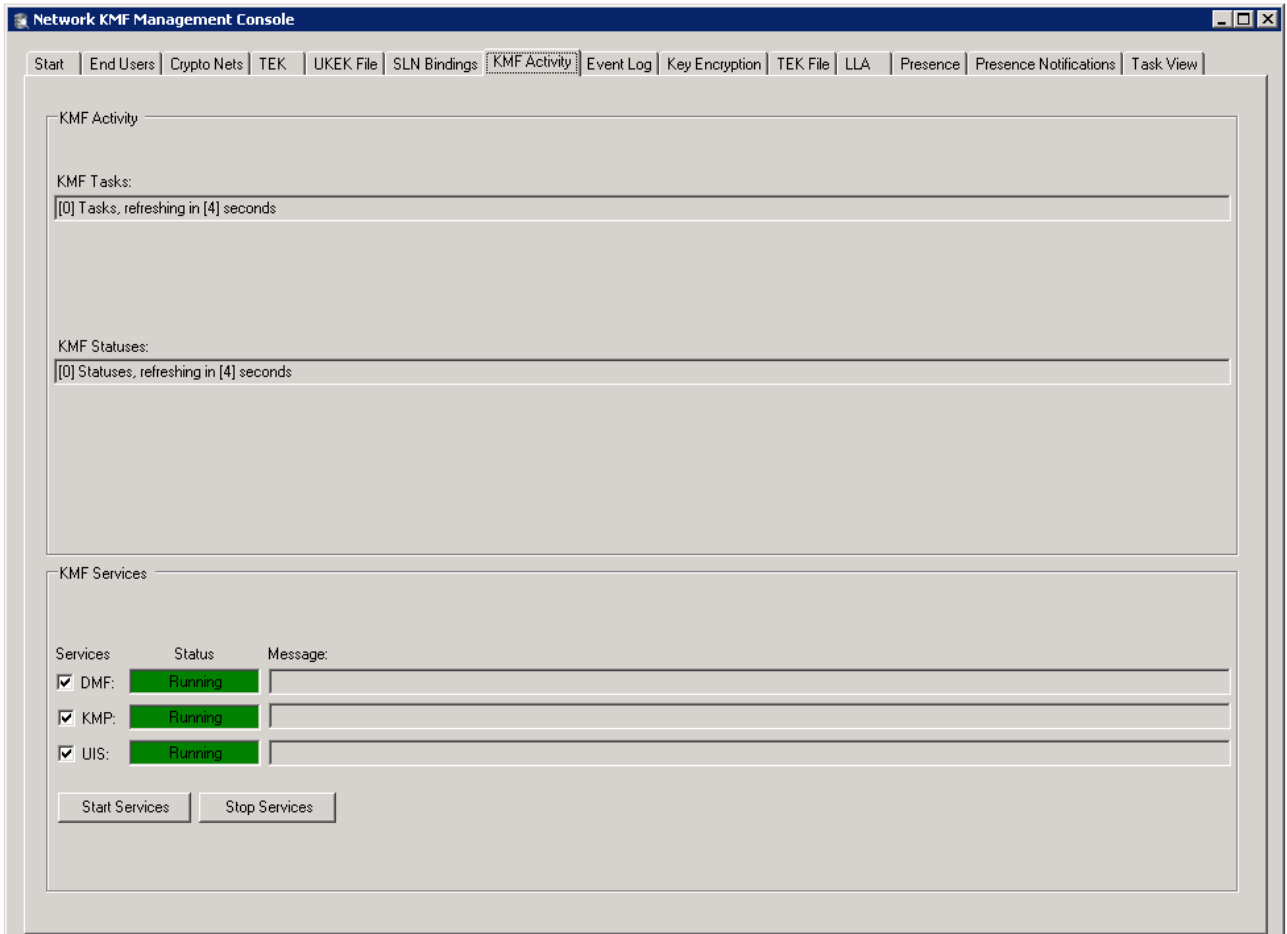 Network KMF Management Console
Start End Users Crypto Nets TEK UKEK File SLN Bindings KMF Activity Event Log Key Encryption TEK File LLA Presence Presence Notifications Task View
KMF Activity
KMF Tasks:
[0] Tasks, refreshing in [4] seconds
KMF Statuses:
[0] Statuses, refreshing in [4] seconds
KMF Services
Services Status Message:
DMF: Running
KMP: Running
UIS: Running
Start Services Stop Services